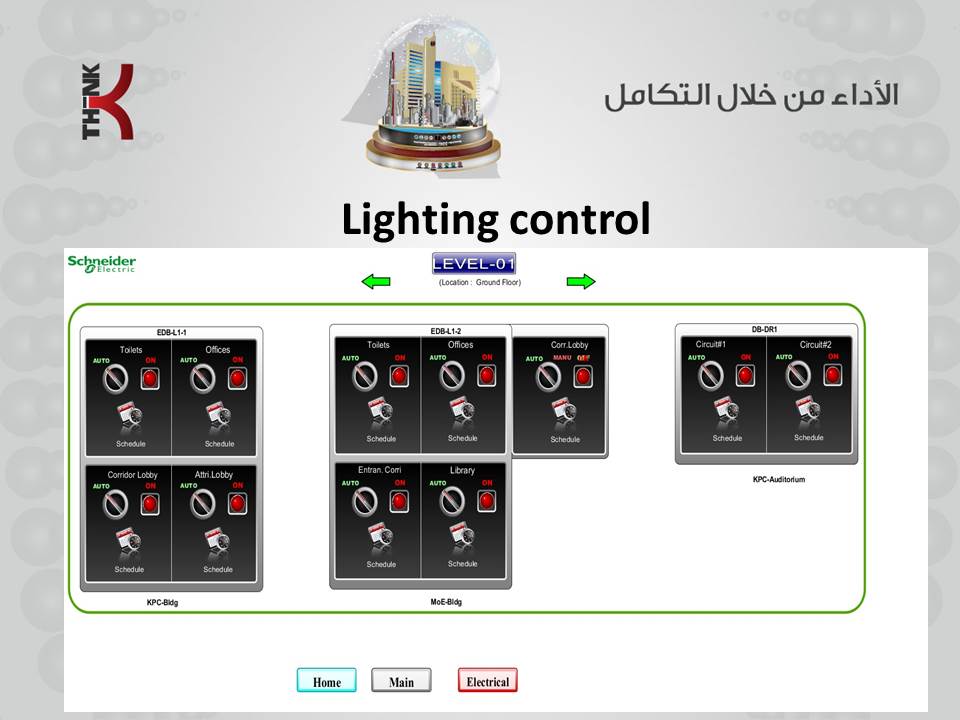 TH-NK
الأداء من خلال التكامل
Lighting control
Schneider
Electric
LEVEL-01
(Location : Ground Floor)
EDB-L1-1
Toilets
AUTO ON
Offices
AUTO ON
Schedule
Schedule
Corridor Lobby
AUTO ON
Attri.Lobby
AUTO ON
Schedule
Schedule
KPC-Bldg
EDB-L1-2
Toilets
AUTO ON
Offices
AUTO ON
Corr.Lobby
AUTO MANU
Schedule
Schedule
Schedule
Entran. Corri
AUTO ON
Library
AUTO ON
Schedule
Schedule
MoE-Bldg
DB-DR1
Circuit#1
AUTO ON
Circuit#2
AUTO ON
Schedule
Schedule
KPC-Auditorium
Home
Main
Electrical